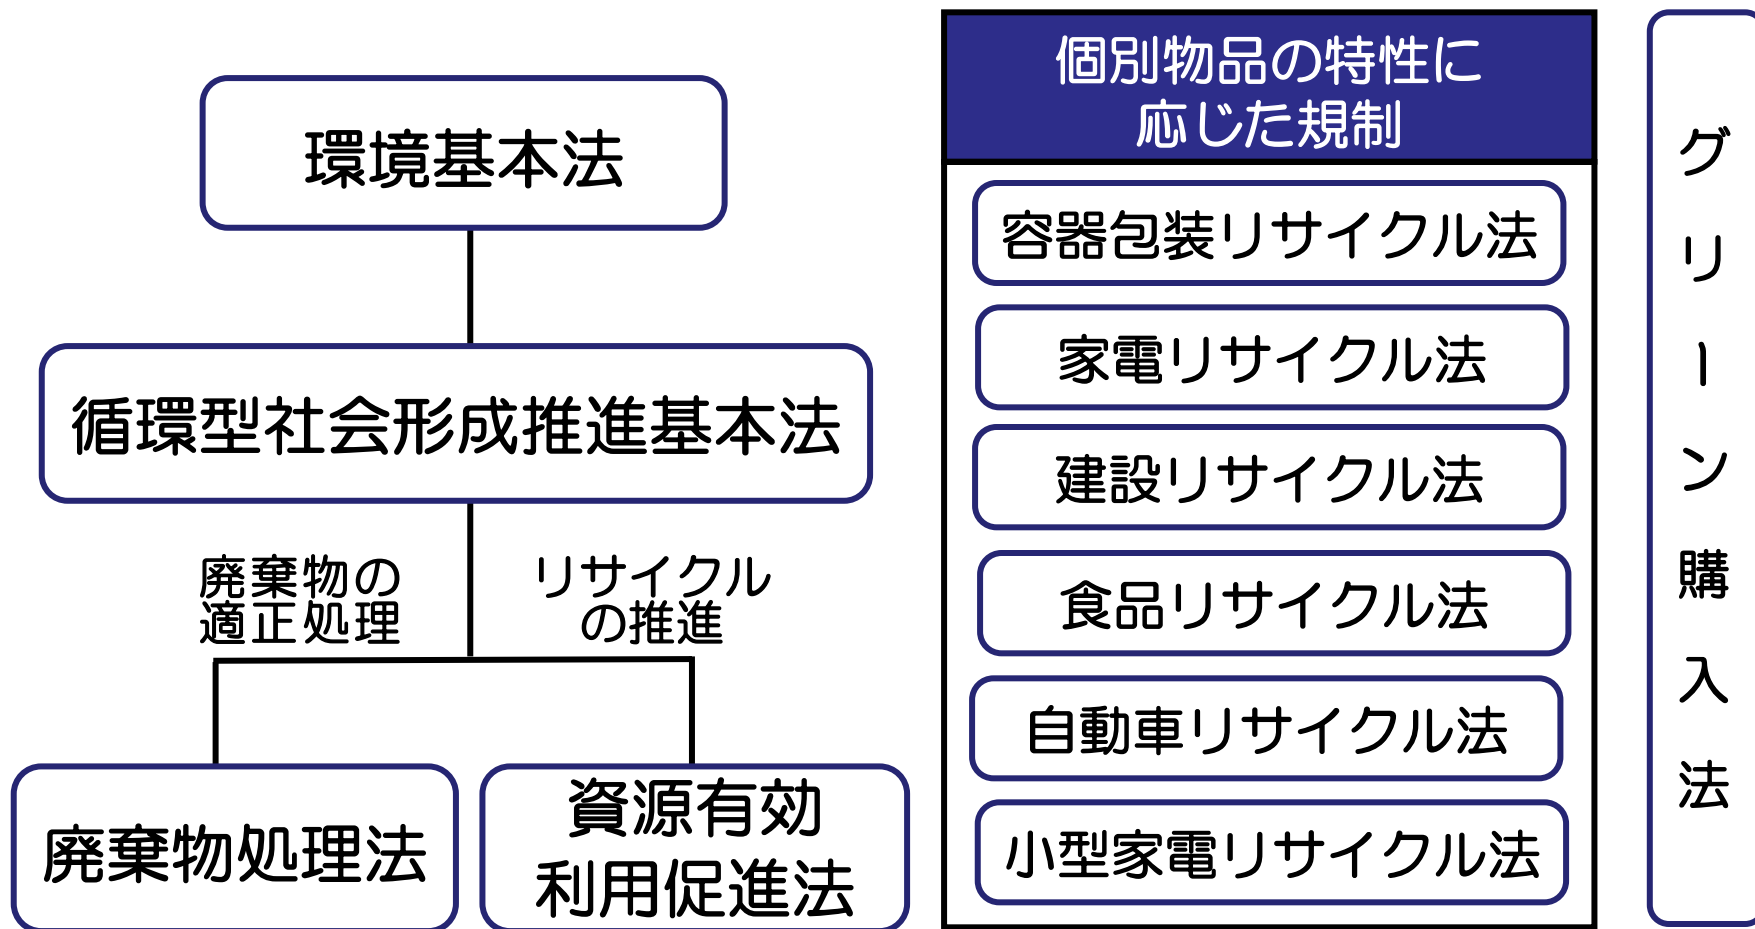 環境基本法
循環型社会形成推進基本法
廃棄物の
適正処理
リサイクル
の推進
廃棄物処理法
資源有効
利用促進法
個別物品の特性に
応じた規制
容器包装リサイクル法
家電リサイクル法
建設リサイクル法
食品リサイクル法
自動車リサイクル法
小型家電リサイクル法
グリーン購入法